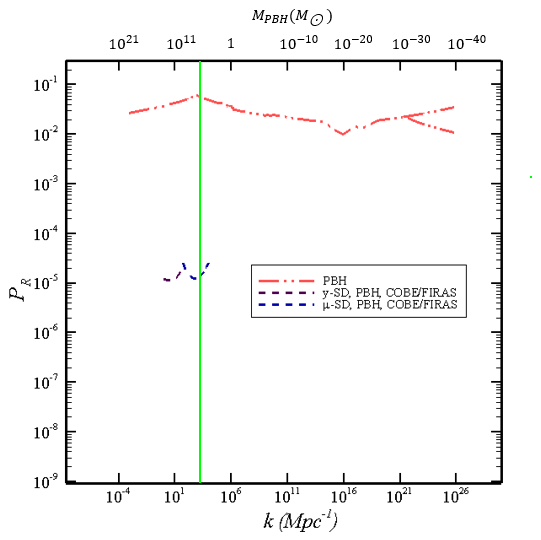 M_PBH(M_⊙)
10^21 10^11 1 10^-10 10^-20 10^-30 10^-40
10^-1
10^-2
10^-3
10^-4
10^-5
10^-6
10^-7
10^-8
10^-9
P_R
PBH
y-SD, PBH, COBE/FIRAS
μ-SD, PBH, COBE/FIRAS
10^-4 10^1 10^6 10^11 10^16 10^21 10^26
k (Mpc^-1)